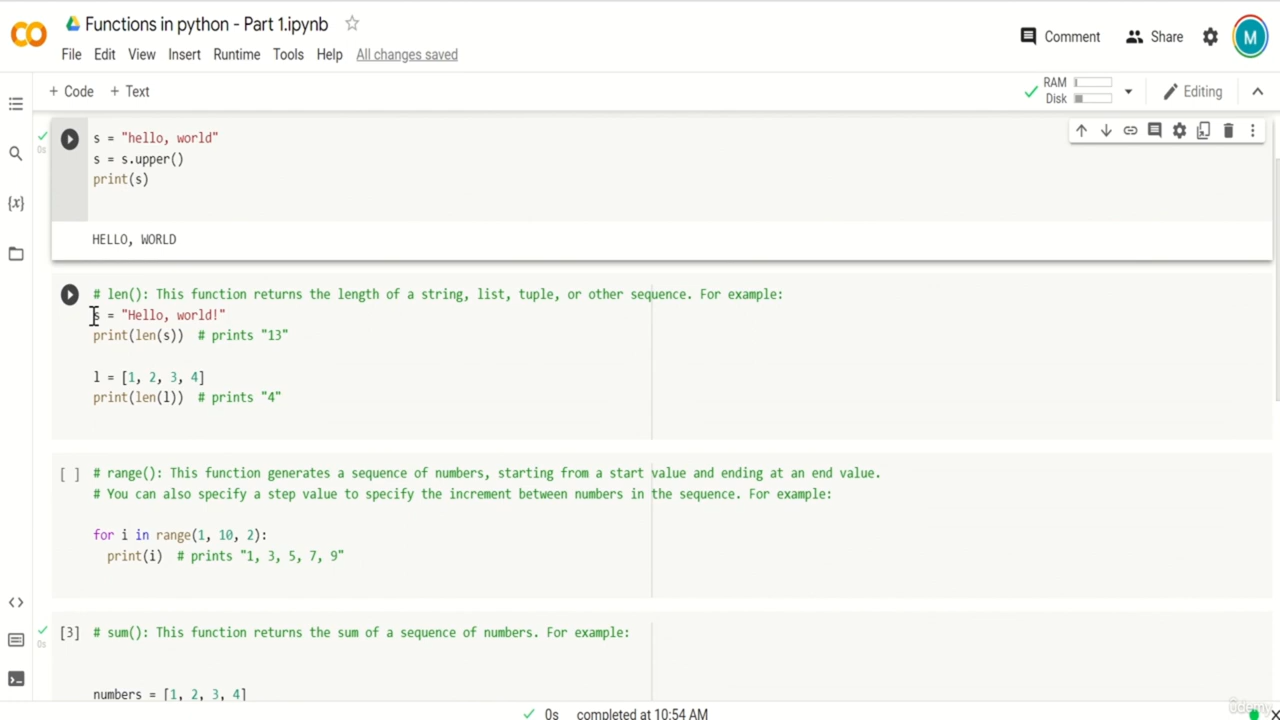 Functions in python - Part 1.ipynb
File Edit View Insert Runtime Tools Help All changes saved
Comment Share M
+ Code + Text
RAM
Disk
Editing
0s
s = "hello, world"
s = s.upper()
print(s)
HELLO, WORLD
{x}
# len(): This function returns the length of a string, list, tuple, or other sequence. For example:
s = "Hello, world!"
print(len(s))  # prints "13"
l = [1, 2, 3, 4]
print(len(l))  # prints "4"
[ ] # range(): This function generates a sequence of numbers, starting from a start value and ending at an end value.
# You can also specify a step value to specify the increment between numbers in the sequence. For example:
for i in range(1, 10, 2):
  print(i)  # prints "1, 3, 5, 7, 9"
0s
[3] # sum(): This function returns the sum of a sequence of numbers. For example:
numbers = [1, 2, 3, 4]
0s completed at 10:54 AM
ûdemy